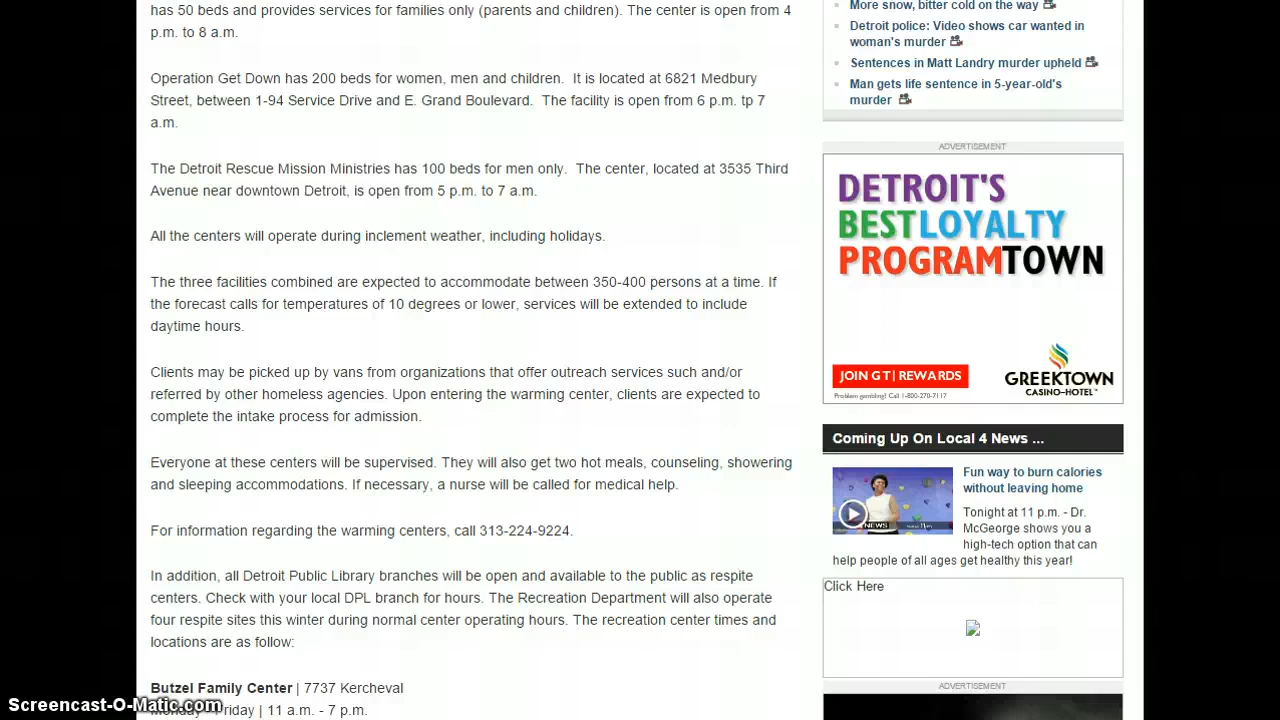 has 50 beds and provides services for families only (parents and children). The center is open from 4
p.m. to 8 a.m.
Operation Get Down has 200 beds for women, men and children. It is located at 6821 Medbury
Street, between 1-94 Service Drive and E. Grand Boulevard. The facility is open from 6 p.m. tp 7
a.m.
The Detroit Rescue Mission Ministries has 100 beds for men only. The center, located at 3535 Third
Avenue near downtown Detroit, is open from 5 p.m. to 7 a.m.
All the centers will operate during inclement weather, including holidays.
The three facilities combined are expected to accommodate between 350-400 persons at a time. If
the forecast calls for temperatures of 10 degrees or lower, services will be extended to include
daytime hours.
Clients may be picked up by vans from organizations that offer outreach services such and/or
referred by other homeless agencies. Upon entering the warming center, clients are expected to
complete the intake process for admission.
Everyone at these centers will be supervised. They will also get two hot meals, counseling, showering
and sleeping accommodations. If necessary, a nurse will be called for medical help.
For information regarding the warming centers, call 313-224-9224.
In addition, all Detroit Public Library branches will be open and available to the public as respite
centers. Check with your local DPL branch for hours. The Recreation Department will also operate
four respite sites this winter during normal center operating hours. The recreation center times and
locations are as follow:
Butzel Family Center | 7737 Kercheval
Friday | 11 a.m. - 7 p.m.
Screencast-O-Matic.com
More snow, bitter cold on the way
Detroit police: Video shows car wanted in
woman's murder
Sentences in Matt Landry murder upheld
Man gets life sentence in 5-year-old's
murder
ADVERTISEMENT
DETROIT'S
BESTLOYALTY
PROGRAMTOWN
JOIN GT| REWARDS
GREEKTOWN
CASINO–HOTEL™
Problem gambling? Call 1-800-270-7117
Coming Up On Local 4 News ...
NEWS
11pm
Fun way to burn calories
without leaving home
Tonight at 11 p.m. - Dr.
McGeorge shows you a
high-tech option that can
help people of all ages get healthy this year!
Click Here
ADVERTISEMENT